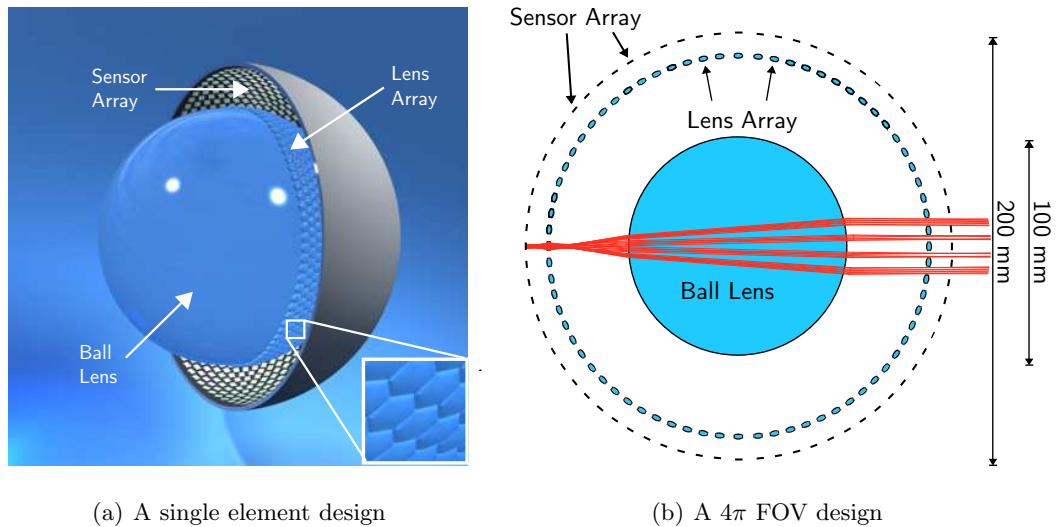 Sensor
Array
Lens
Array
Ball
Lens
(a) A single element design
Sensor Array
Lens Array
Ball Lens
100 mm
200 mm
(b) A 4π FOV design